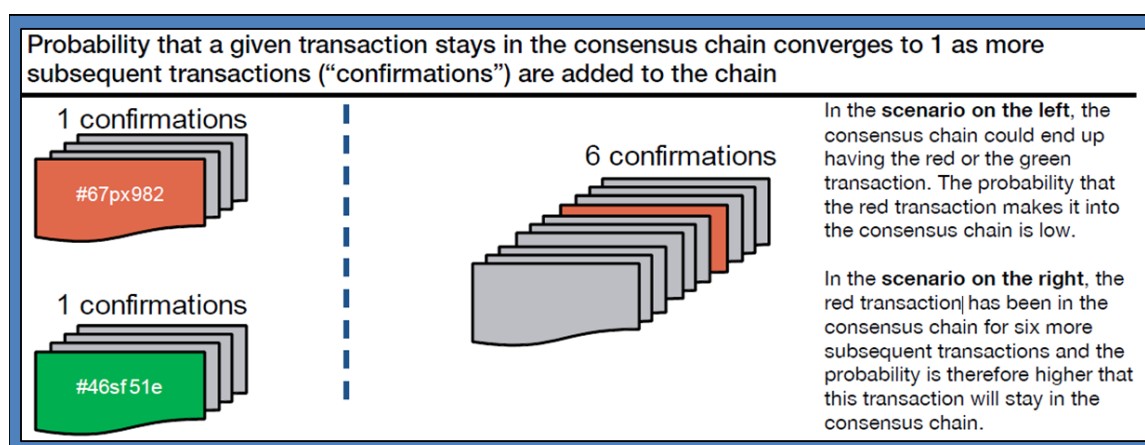 Probability that a given transaction stays in the consensus chain converges to 1 as more
subsequent transactions (“confirmations”) are added to the chain
1 confirmations
#67px982
1 confirmations
#46sf51e
6 confirmations
In the scenario on the left, the
consensus chain could end up
having the red or the green
transaction. The probability that
the red transaction makes it into
the consensus chain is low.
In the scenario on the right, the
red transaction has been in the
consensus chain for six more
subsequent transactions and the
probability is therefore higher that
this transaction will stay in the
consensus chain.